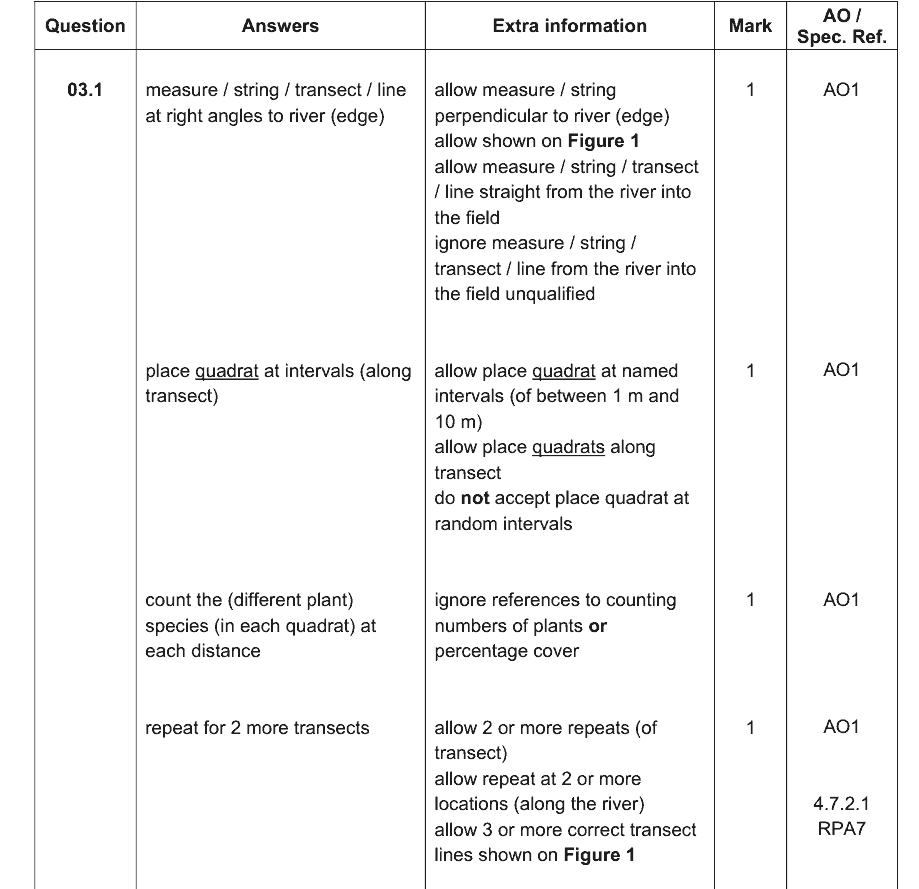 Question Answers Extra information Mark AO /
Spec. Ref.
03.1 measure / string / transect / line
at right angles to river (edge)
allow measure / string
perpendicular to river (edge)
allow shown on Figure 1
allow measure / string / transect
/ line straight from the river into
the field
ignore measure / string /
transect / line from the river into
the field unqualified
1 AO1
place quadrat at intervals (along
transect)
allow place quadrat at named
intervals (of between 1 m and
10 m)
allow place quadrats along
transect
do not accept place quadrat at
random intervals
1 AO1
count the (different plant)
species (in each quadrat) at
each distance
ignore references to counting
numbers of plants or
percentage cover
1 AO1
repeat for 2 more transects
allow 2 or more repeats (of
transect)
allow repeat at 2 or more
locations (along the river)
allow 3 or more correct transect
lines shown on Figure 1
1 AO1
4.7.2.1
RPA7